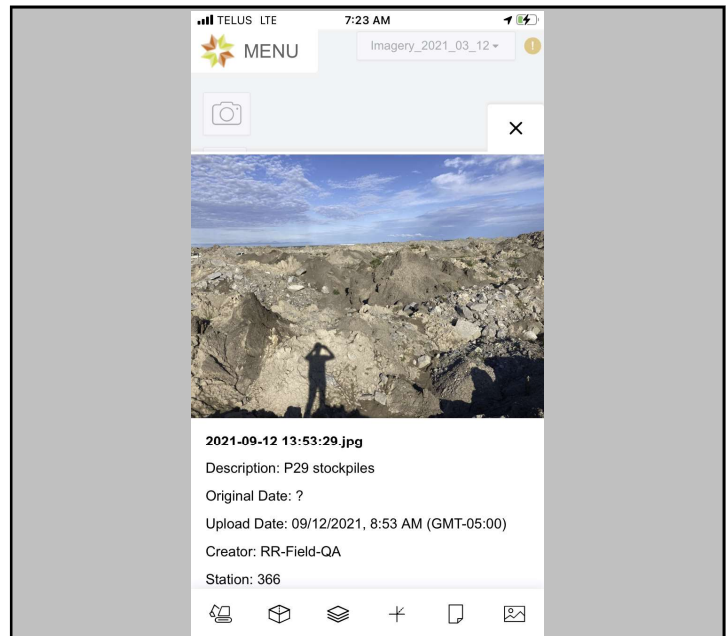 TELUS LTE 7:23 AM
MENU
Imagery_2021_03_12
2021-09-12 13:53:29.jpg
Description: P29 stockpiles
Original Date: ?
Upload Date: 09/12/2021, 8:53 AM (GMT-05:00)
Creator: RR-Field-QA
Station: 366